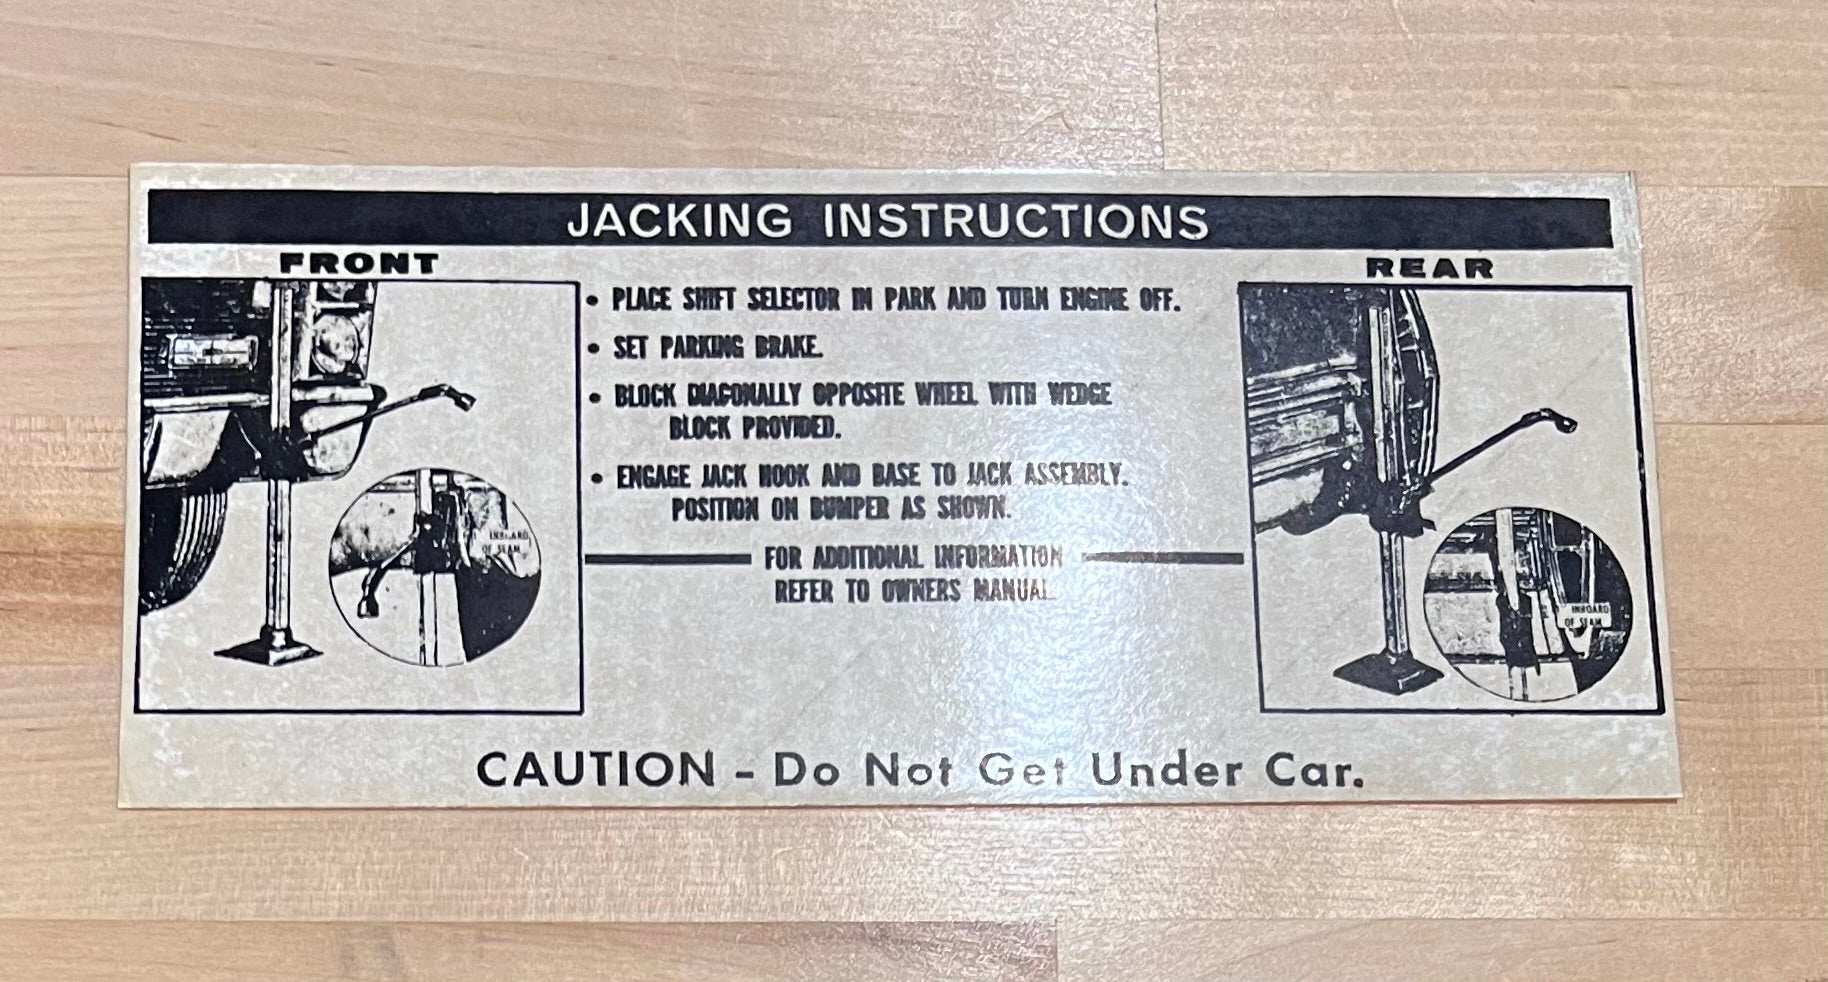 JACKING INSTRUCTIONS
FRONT
REAR
• PLACE SHIFT SELECTOR IN PARK AND TURN ENGINE OFF.
• SET PARKING BRAKE.
• BLOCK DIAGONALLY OPPOSITE WHEEL WITH WEDGE
BLOCK PROVIDED.
• ENGAGE JACK HOOK AND BASE TO JACK ASSEMBLY.
POSITION ON BUMPER AS SHOWN.
INBOARD
OF SEAM
FOR ADDITIONAL INFORMATION
REFER TO OWNERS MANUAL.
INBOARD
OF SEAM
CAUTION - Do Not Get Under Car.